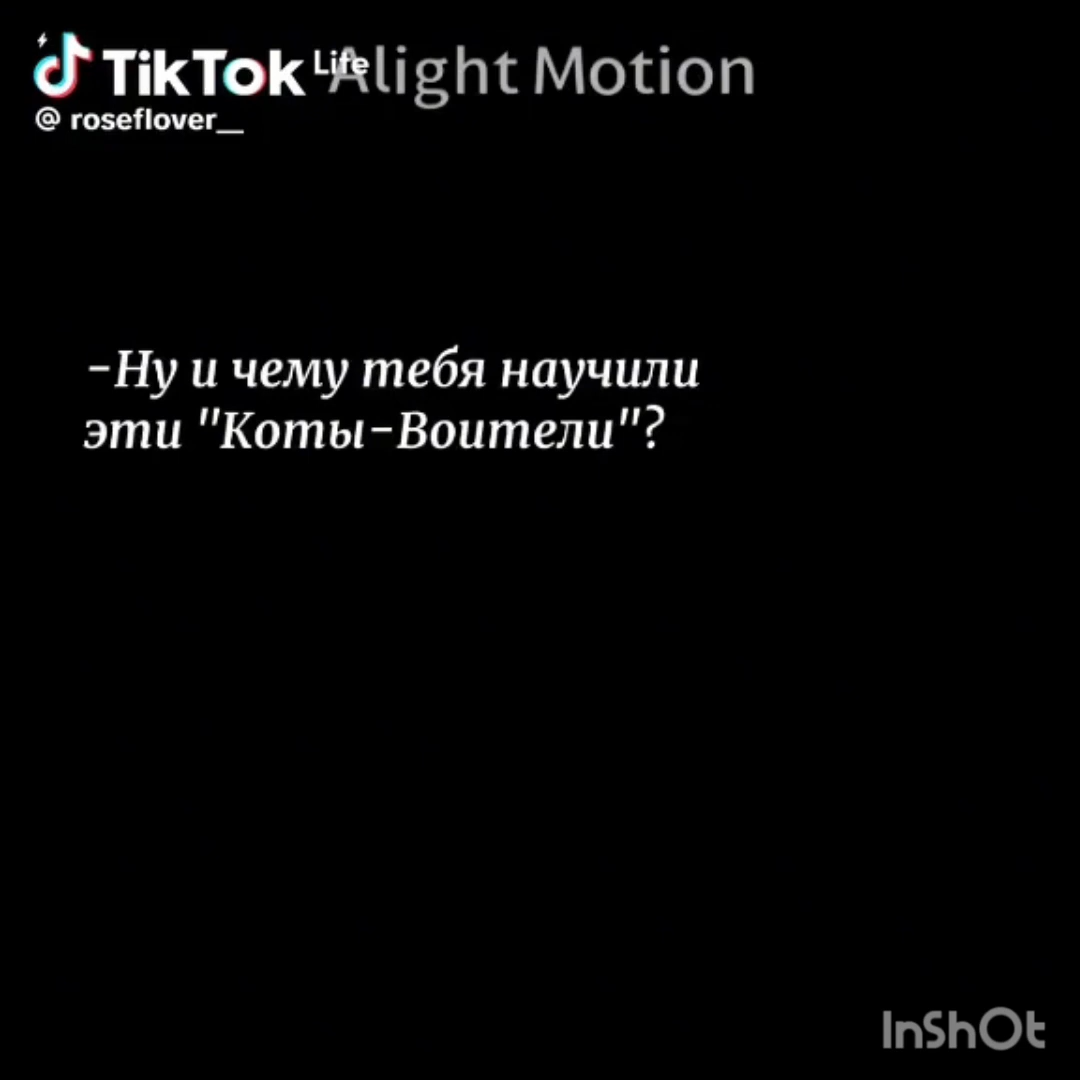 TikTok Life Alight Motion
@ roseflover__
-Ну и чему тебя научили
эти "Коты-Воители"?
InShOt